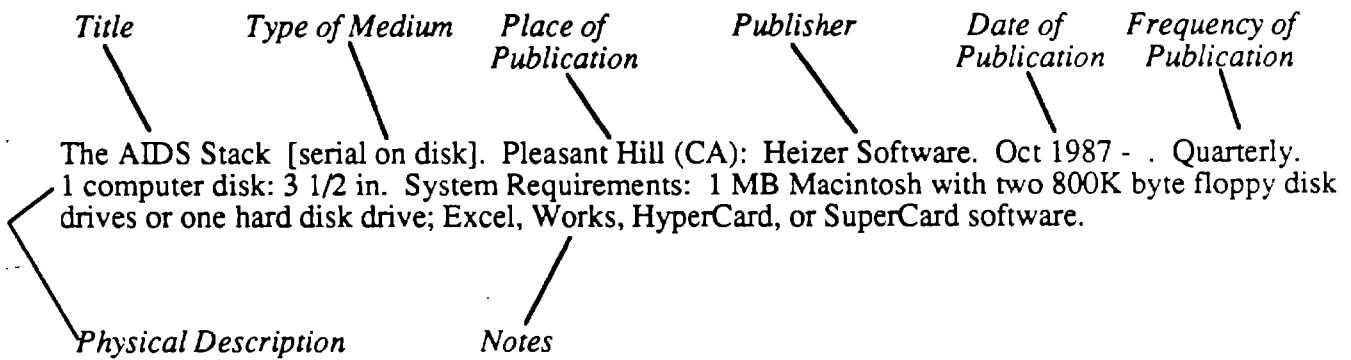 Title Type of Medium Place of Publication Publisher Date of Publication Frequency of Publication
The AIDS Stack [serial on disk]. Pleasant Hill (CA): Heizer Software. Oct 1987 - . Quarterly.
1 computer disk: 3 1/2 in. System Requirements: 1 MB Macintosh with two 800K byte floppy disk
drives or one hard disk drive; Excel, Works, HyperCard, or SuperCard software.
Physical Description Notes